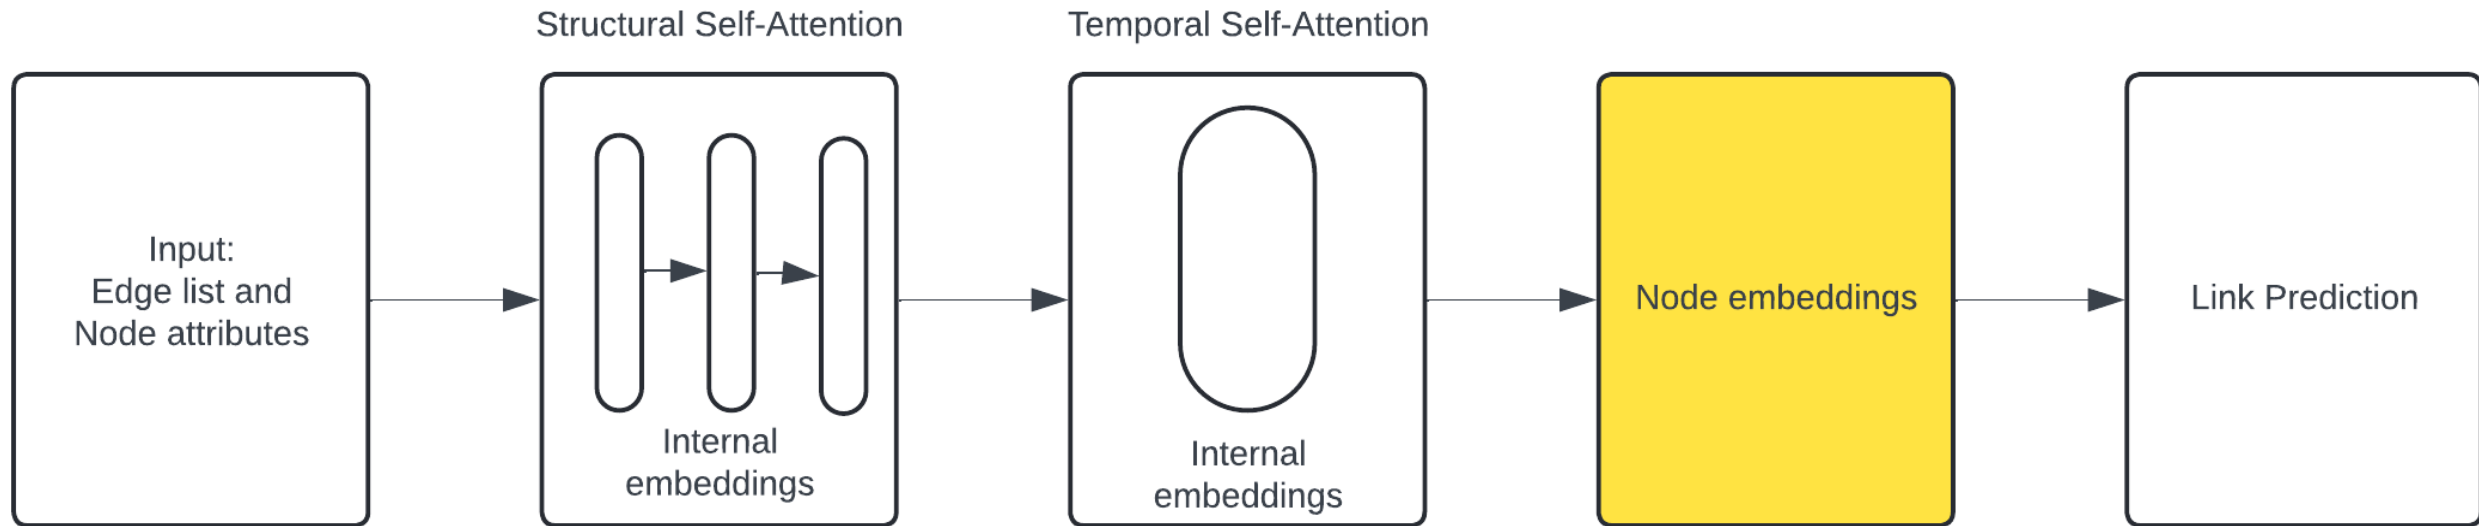 Structural Self-Attention
Temporal Self-Attention
Input:
Edge list and
Node attributes
Internal
embeddings
Internal
embeddings
Node embeddings
Link Prediction